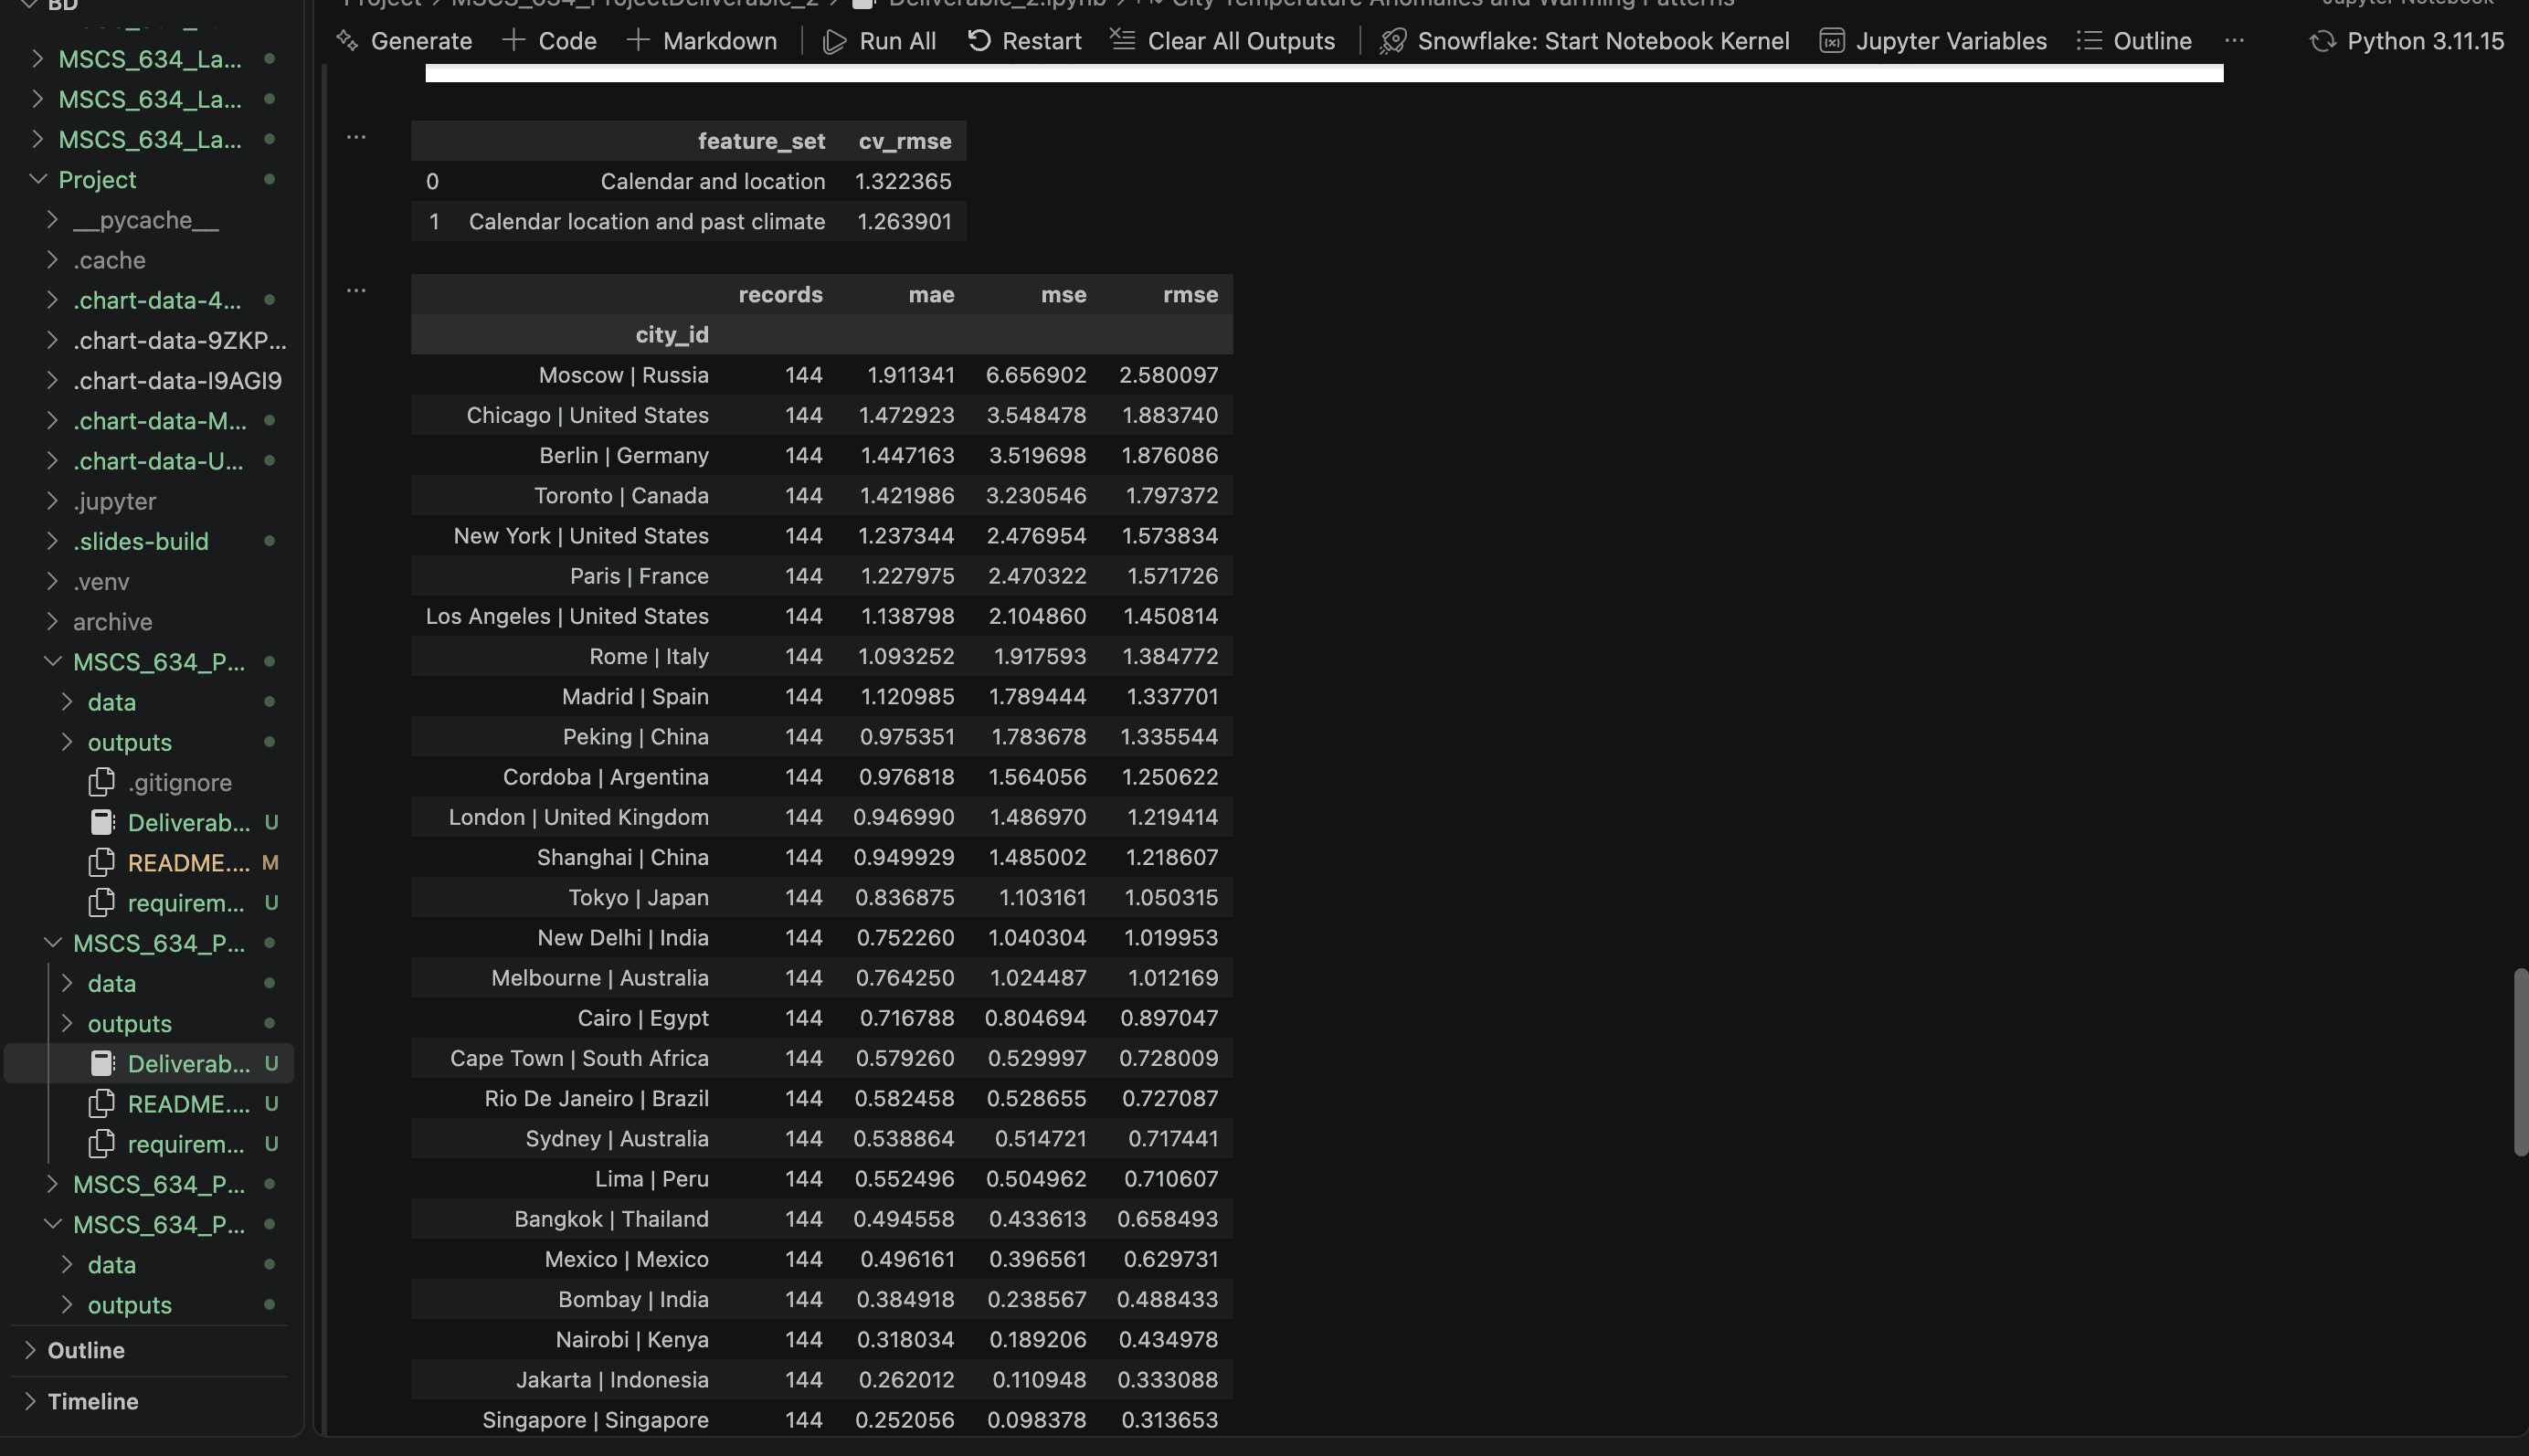 BD
MSCS_634_La...
MSCS_634_La...
MSCS_634_La...
Project
__pycache__
.cache
.chart-data-4...
.chart-data-9ZKP...
.chart-data-I9AGI9
.chart-data-M...
.chart-data-U...
.jupyter
.slides-build
.venv
archive
MSCS_634_P...
data
outputs
.gitignore
Deliverab... U
README.... M
requirem... U
MSCS_634_P...
data
outputs
Deliverab... U
README.... U
requirem... U
MSCS_634_P...
MSCS_634_P...
data
outputs
Outline
Timeline
Project > MSCS_634_ProjectDeliverable_2 > Deliverable_2.ipynb > City Temperature Anomalies and Warming Patterns
Jupyter Notebook
Generate + Code + Markdown | Run All Restart Clear All Outputs | Snowflake: Start Notebook Kernel Jupyter Variables Outline ... Python 3.11.15
...
feature_set cv_rmse
0 Calendar and location 1.322365
1 Calendar location and past climate 1.263901
...
records mae mse rmse
city_id
Moscow | Russia 144 1.911341 6.656902 2.580097
Chicago | United States 144 1.472923 3.548478 1.883740
Berlin | Germany 144 1.447163 3.519698 1.876086
Toronto | Canada 144 1.421986 3.230546 1.797372
New York | United States 144 1.237344 2.476954 1.573834
Paris | France 144 1.227975 2.470322 1.571726
Los Angeles | United States 144 1.138798 2.104860 1.450814
Rome | Italy 144 1.093252 1.917593 1.384772
Madrid | Spain 144 1.120985 1.789444 1.337701
Peking | China 144 0.975351 1.783678 1.335544
Cordoba | Argentina 144 0.976818 1.564056 1.250622
London | United Kingdom 144 0.946990 1.486970 1.219414
Shanghai | China 144 0.949929 1.485002 1.218607
Tokyo | Japan 144 0.836875 1.103161 1.050315
New Delhi | India 144 0.752260 1.040304 1.019953
Melbourne | Australia 144 0.764250 1.024487 1.012169
Cairo | Egypt 144 0.716788 0.804694 0.897047
Cape Town | South Africa 144 0.579260 0.529997 0.728009
Rio De Janeiro | Brazil 144 0.582458 0.528655 0.727087
Sydney | Australia 144 0.538864 0.514721 0.717441
Lima | Peru 144 0.552496 0.504962 0.710607
Bangkok | Thailand 144 0.494558 0.433613 0.658493
Mexico | Mexico 144 0.496161 0.396561 0.629731
Bombay | India 144 0.384918 0.238567 0.488433
Nairobi | Kenya 144 0.318034 0.189206 0.434978
Jakarta | Indonesia 144 0.262012 0.110948 0.333088
Singapore | Singapore 144 0.252056 0.098378 0.313653